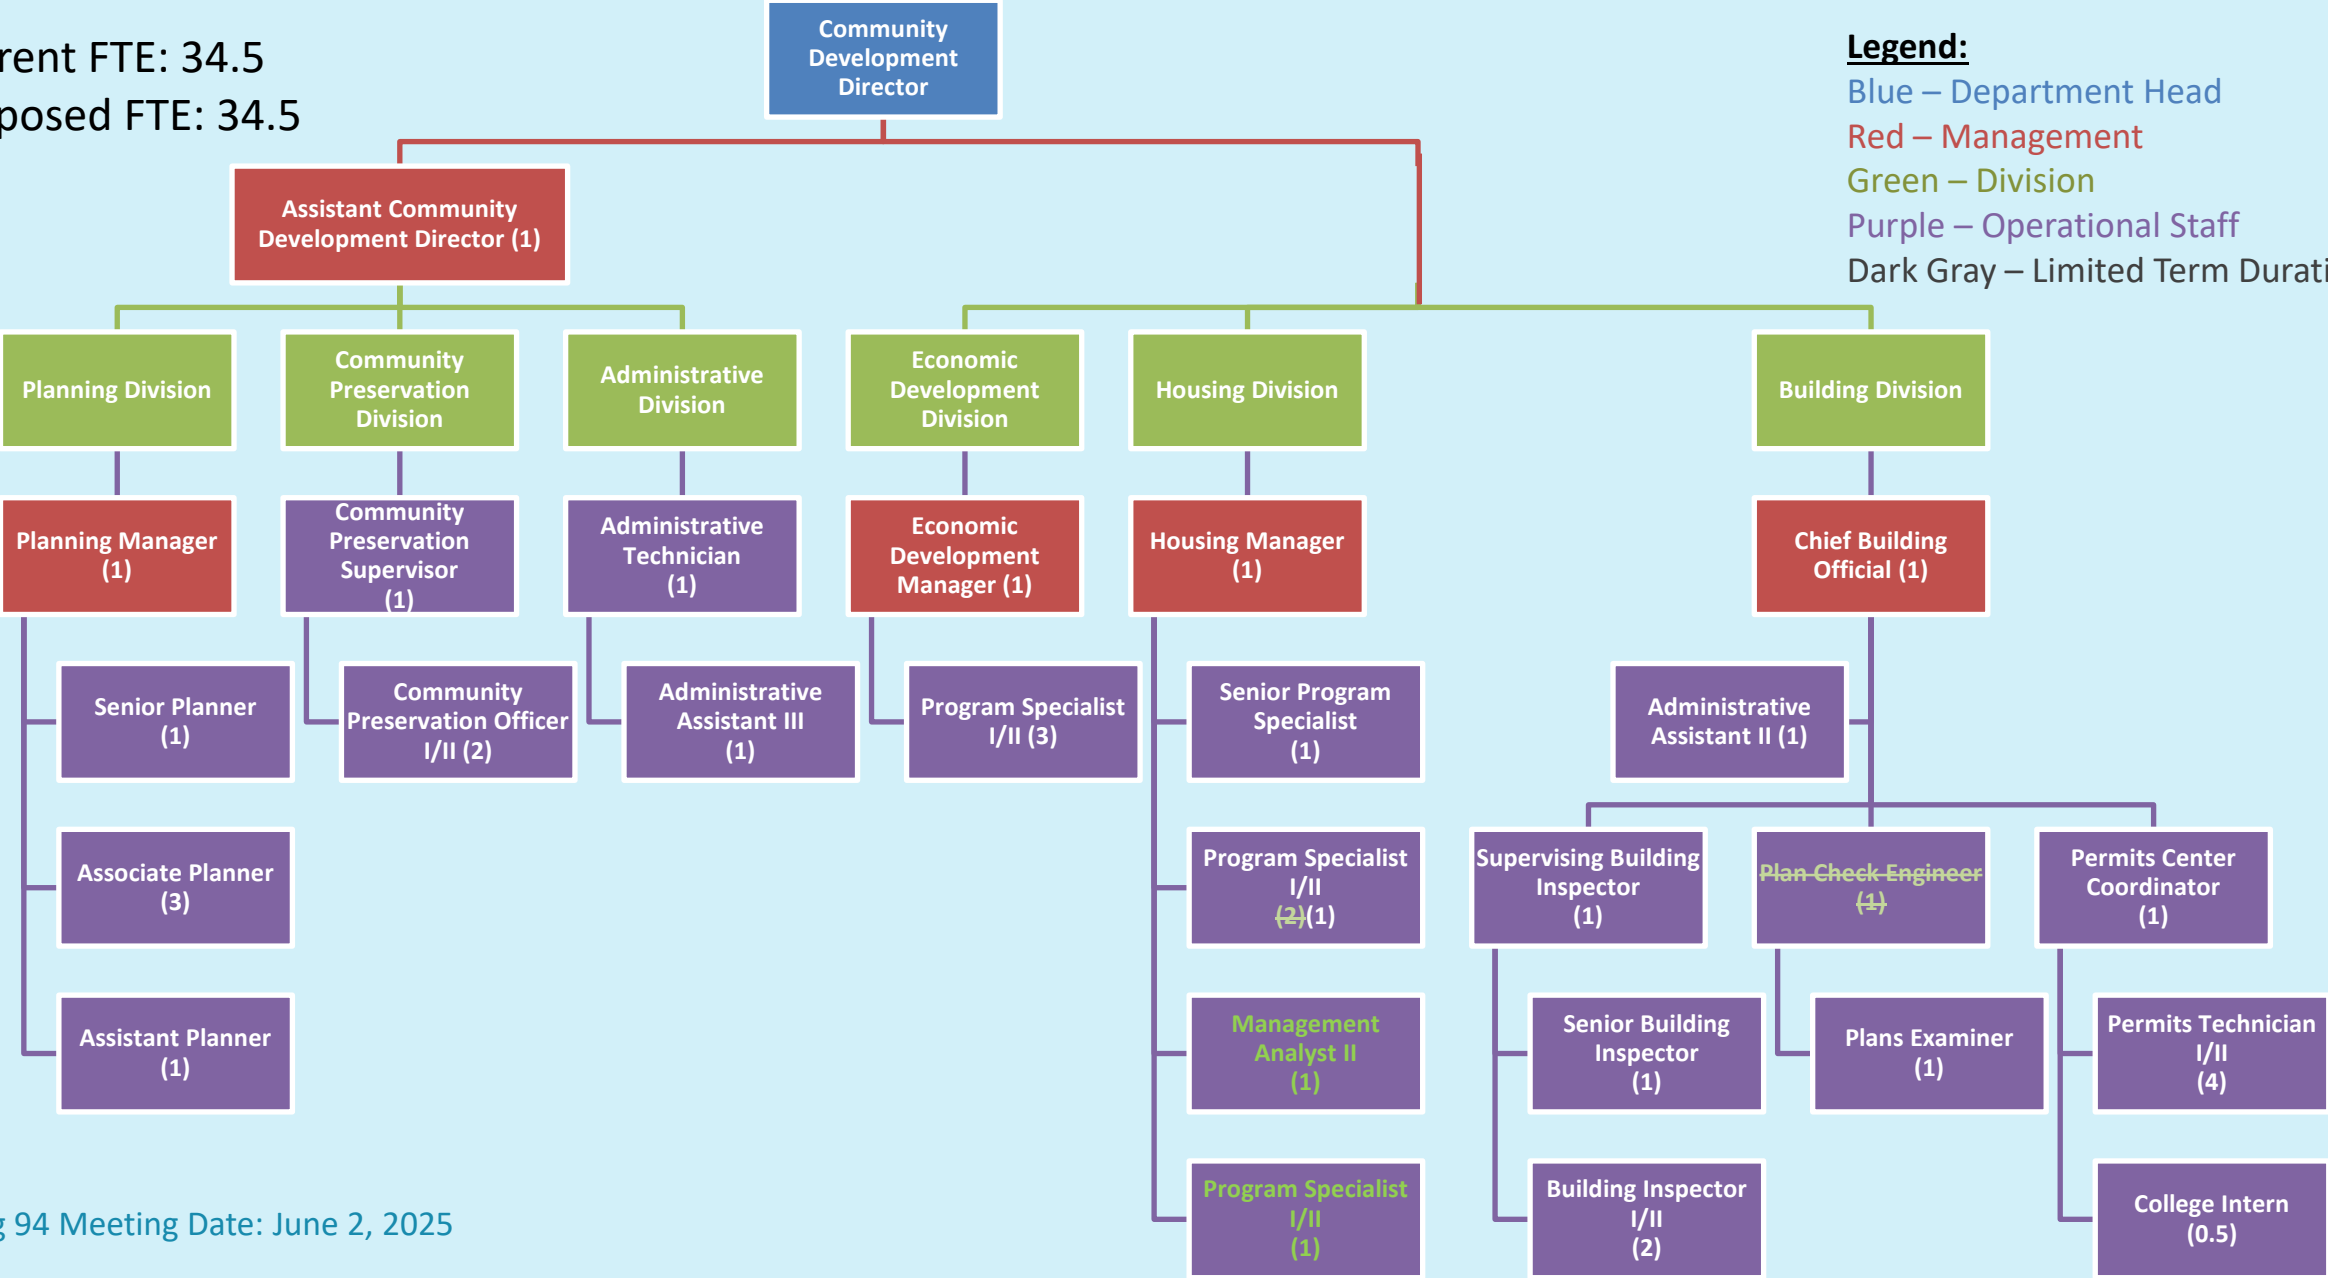 rent FTE: 34.5
posed FTE: 34.5
Community
Development
Director
Legend:
Blue – Department Head
Red – Management
Green – Division
Purple – Operational Staff
Dark Gray – Limited Term Durati
Assistant Community
Development Director (1)
Planning Division
Community
Preservation
Division
Administrative
Division
Economic
Development
Division
Housing Division
Building Division
Planning Manager
(1)
Community
Preservation
Supervisor
(1)
Administrative
Technician
(1)
Economic
Development
Manager (1)
Housing Manager
(1)
Chief Building
Official (1)
Senior Planner
(1)
Community
Preservation Officer
I/II (2)
Administrative
Assistant III
(1)
Program Specialist
I/II (3)
Senior Program
Specialist
(1)
Administrative
Assistant II (1)
Associate Planner
(3)
Program Specialist
I/II
(2)(1)
Supervising Building
Inspector
(1)
Plan Check Engineer
(1)
Permits Center
Coordinator
(1)
Assistant Planner
(1)
Management
Analyst II
(1)
Senior Building
Inspector
(1)
Plans Examiner
(1)
Permits Technician
I/II
(4)
Program Specialist
I/II
(1)
Building Inspector
I/II
(2)
College Intern
(0.5)
g 94 Meeting Date: June 2, 2025